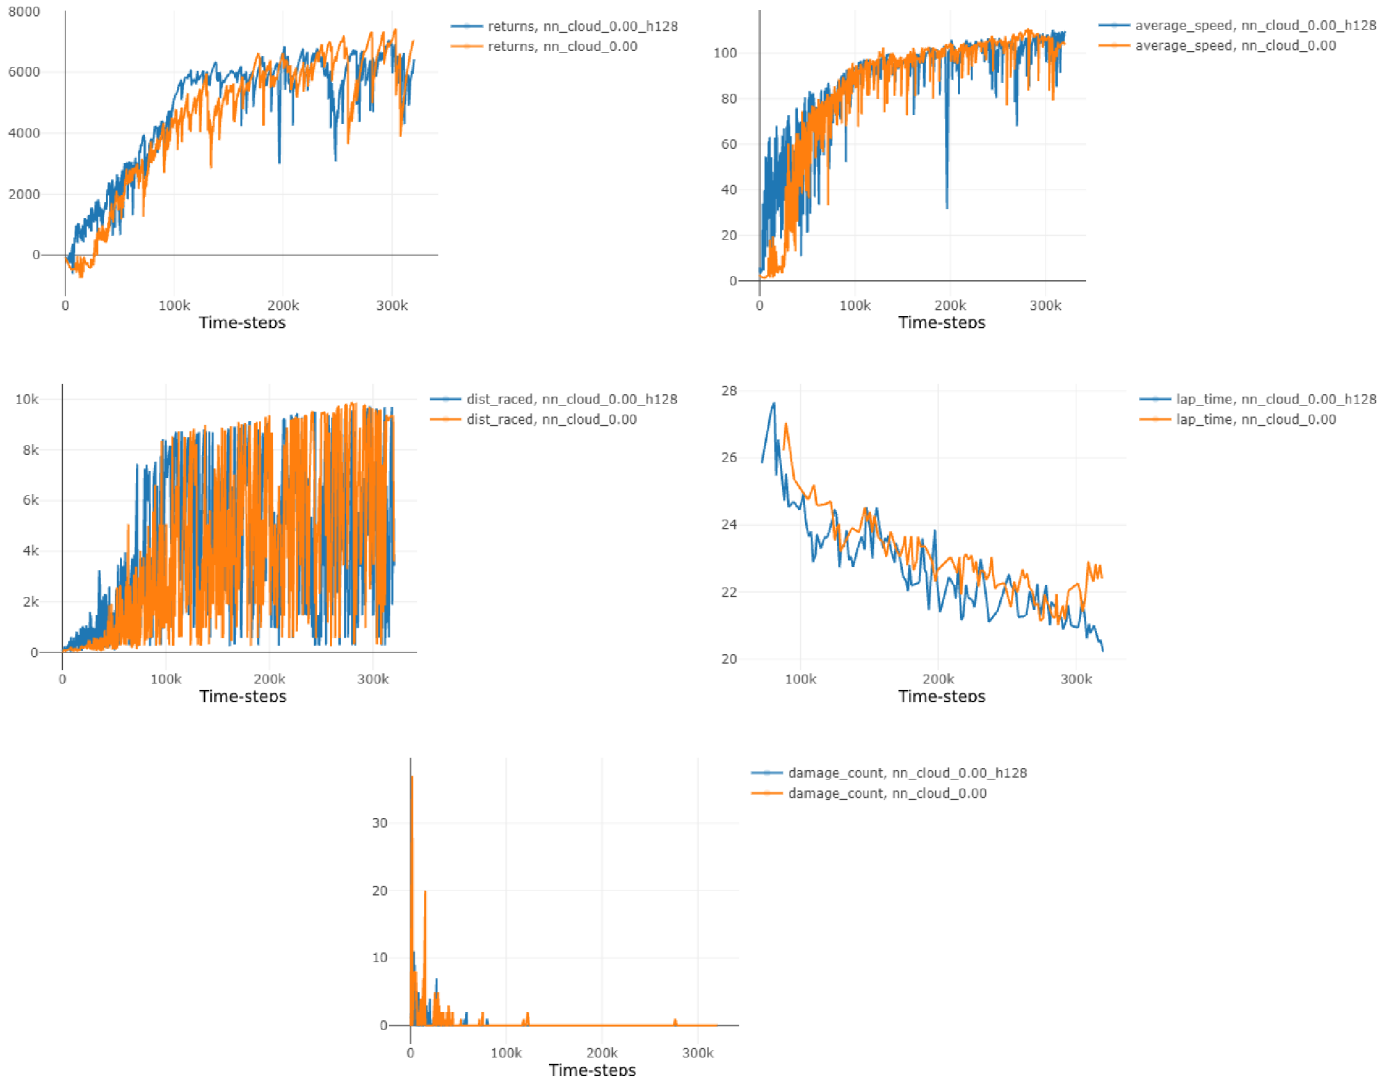 8000
6000
4000
2000
0
0
100k
200k
300k
Time-steps
returns, nn_cloud_0.00_h128
returns, nn_cloud_0.00
100
80
60
40
20
0
0
100k
200k
300k
Time-steps
average_speed, nn_cloud_0.00_h128
average_speed, nn_cloud_0.00
10k
8k
6k
4k
2k
0
0
100k
200k
300k
Time-steps
dist_raced, nn_cloud_0.00_h128
dist_raced, nn_cloud_0.00
28
26
24
22
20
100k
200k
300k
Time-steps
lap_time, nn_cloud_0.00_h128
lap_time, nn_cloud_0.00
30
20
10
0
0
100k
200k
300k
Time-steps
damage_count, nn_cloud_0.00_h128
damage_count, nn_cloud_0.00